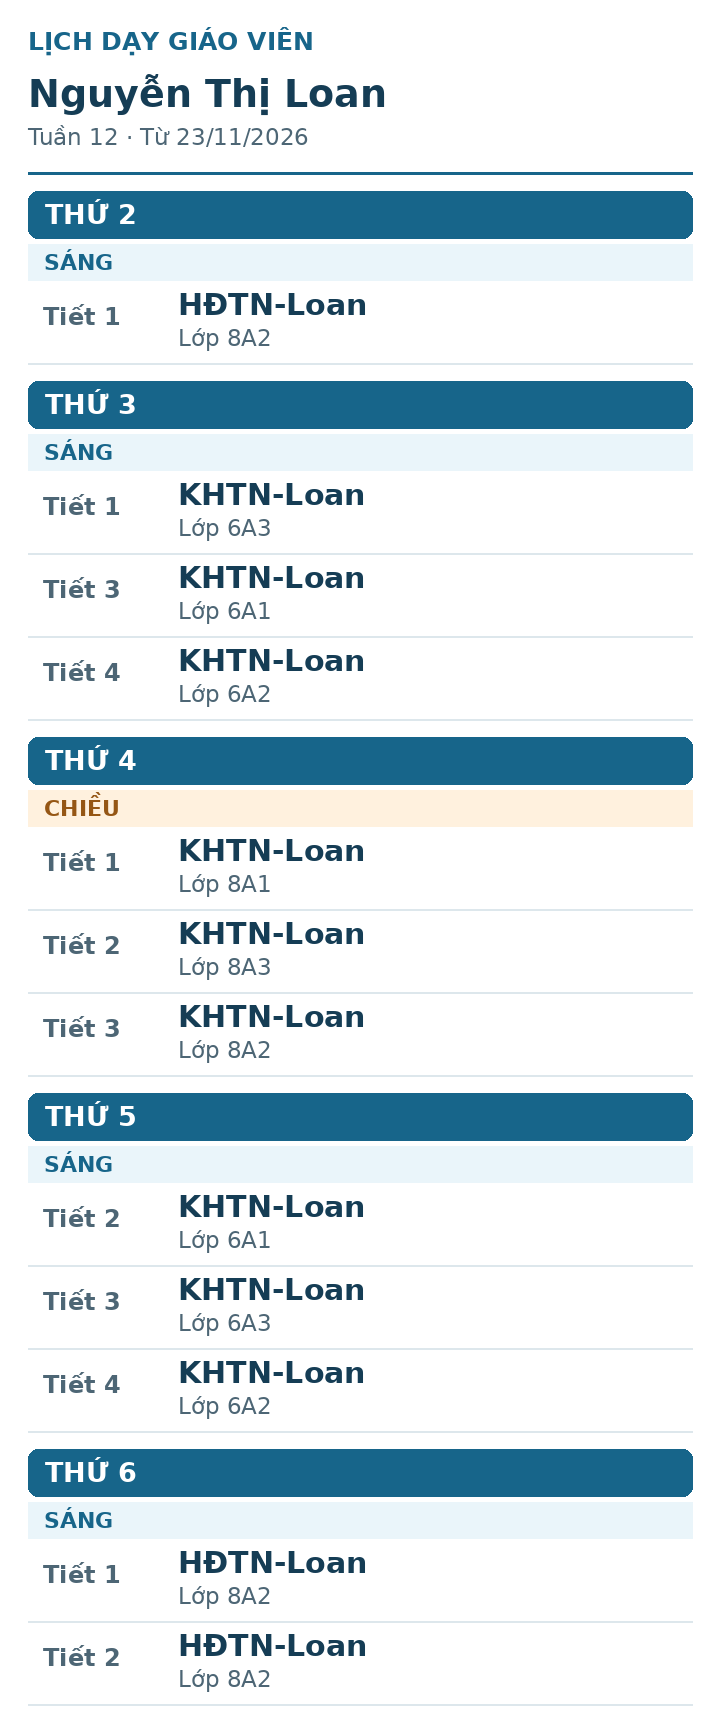 LỊCH DẠY GIÁO VIÊN
Nguyễn Thị Loan
Tuần 12 · Từ 23/11/2026
THỨ 2
SÁNG
Tiết 1
HĐTN-Loan
Lớp 8A2
THỨ 3
SÁNG
Tiết 1
KHTN-Loan
Lớp 6A3
Tiết 3
KHTN-Loan
Lớp 6A1
Tiết 4
KHTN-Loan
Lớp 6A2
THỨ 4
CHIỀU
Tiết 1
KHTN-Loan
Lớp 8A1
Tiết 2
KHTN-Loan
Lớp 8A3
Tiết 3
KHTN-Loan
Lớp 8A2
THỨ 5
SÁNG
Tiết 2
KHTN-Loan
Lớp 6A1
Tiết 3
KHTN-Loan
Lớp 6A3
Tiết 4
KHTN-Loan
Lớp 6A2
THỨ 6
SÁNG
Tiết 1
HĐTN-Loan
Lớp 8A2
Tiết 2
HĐTN-Loan
Lớp 8A2